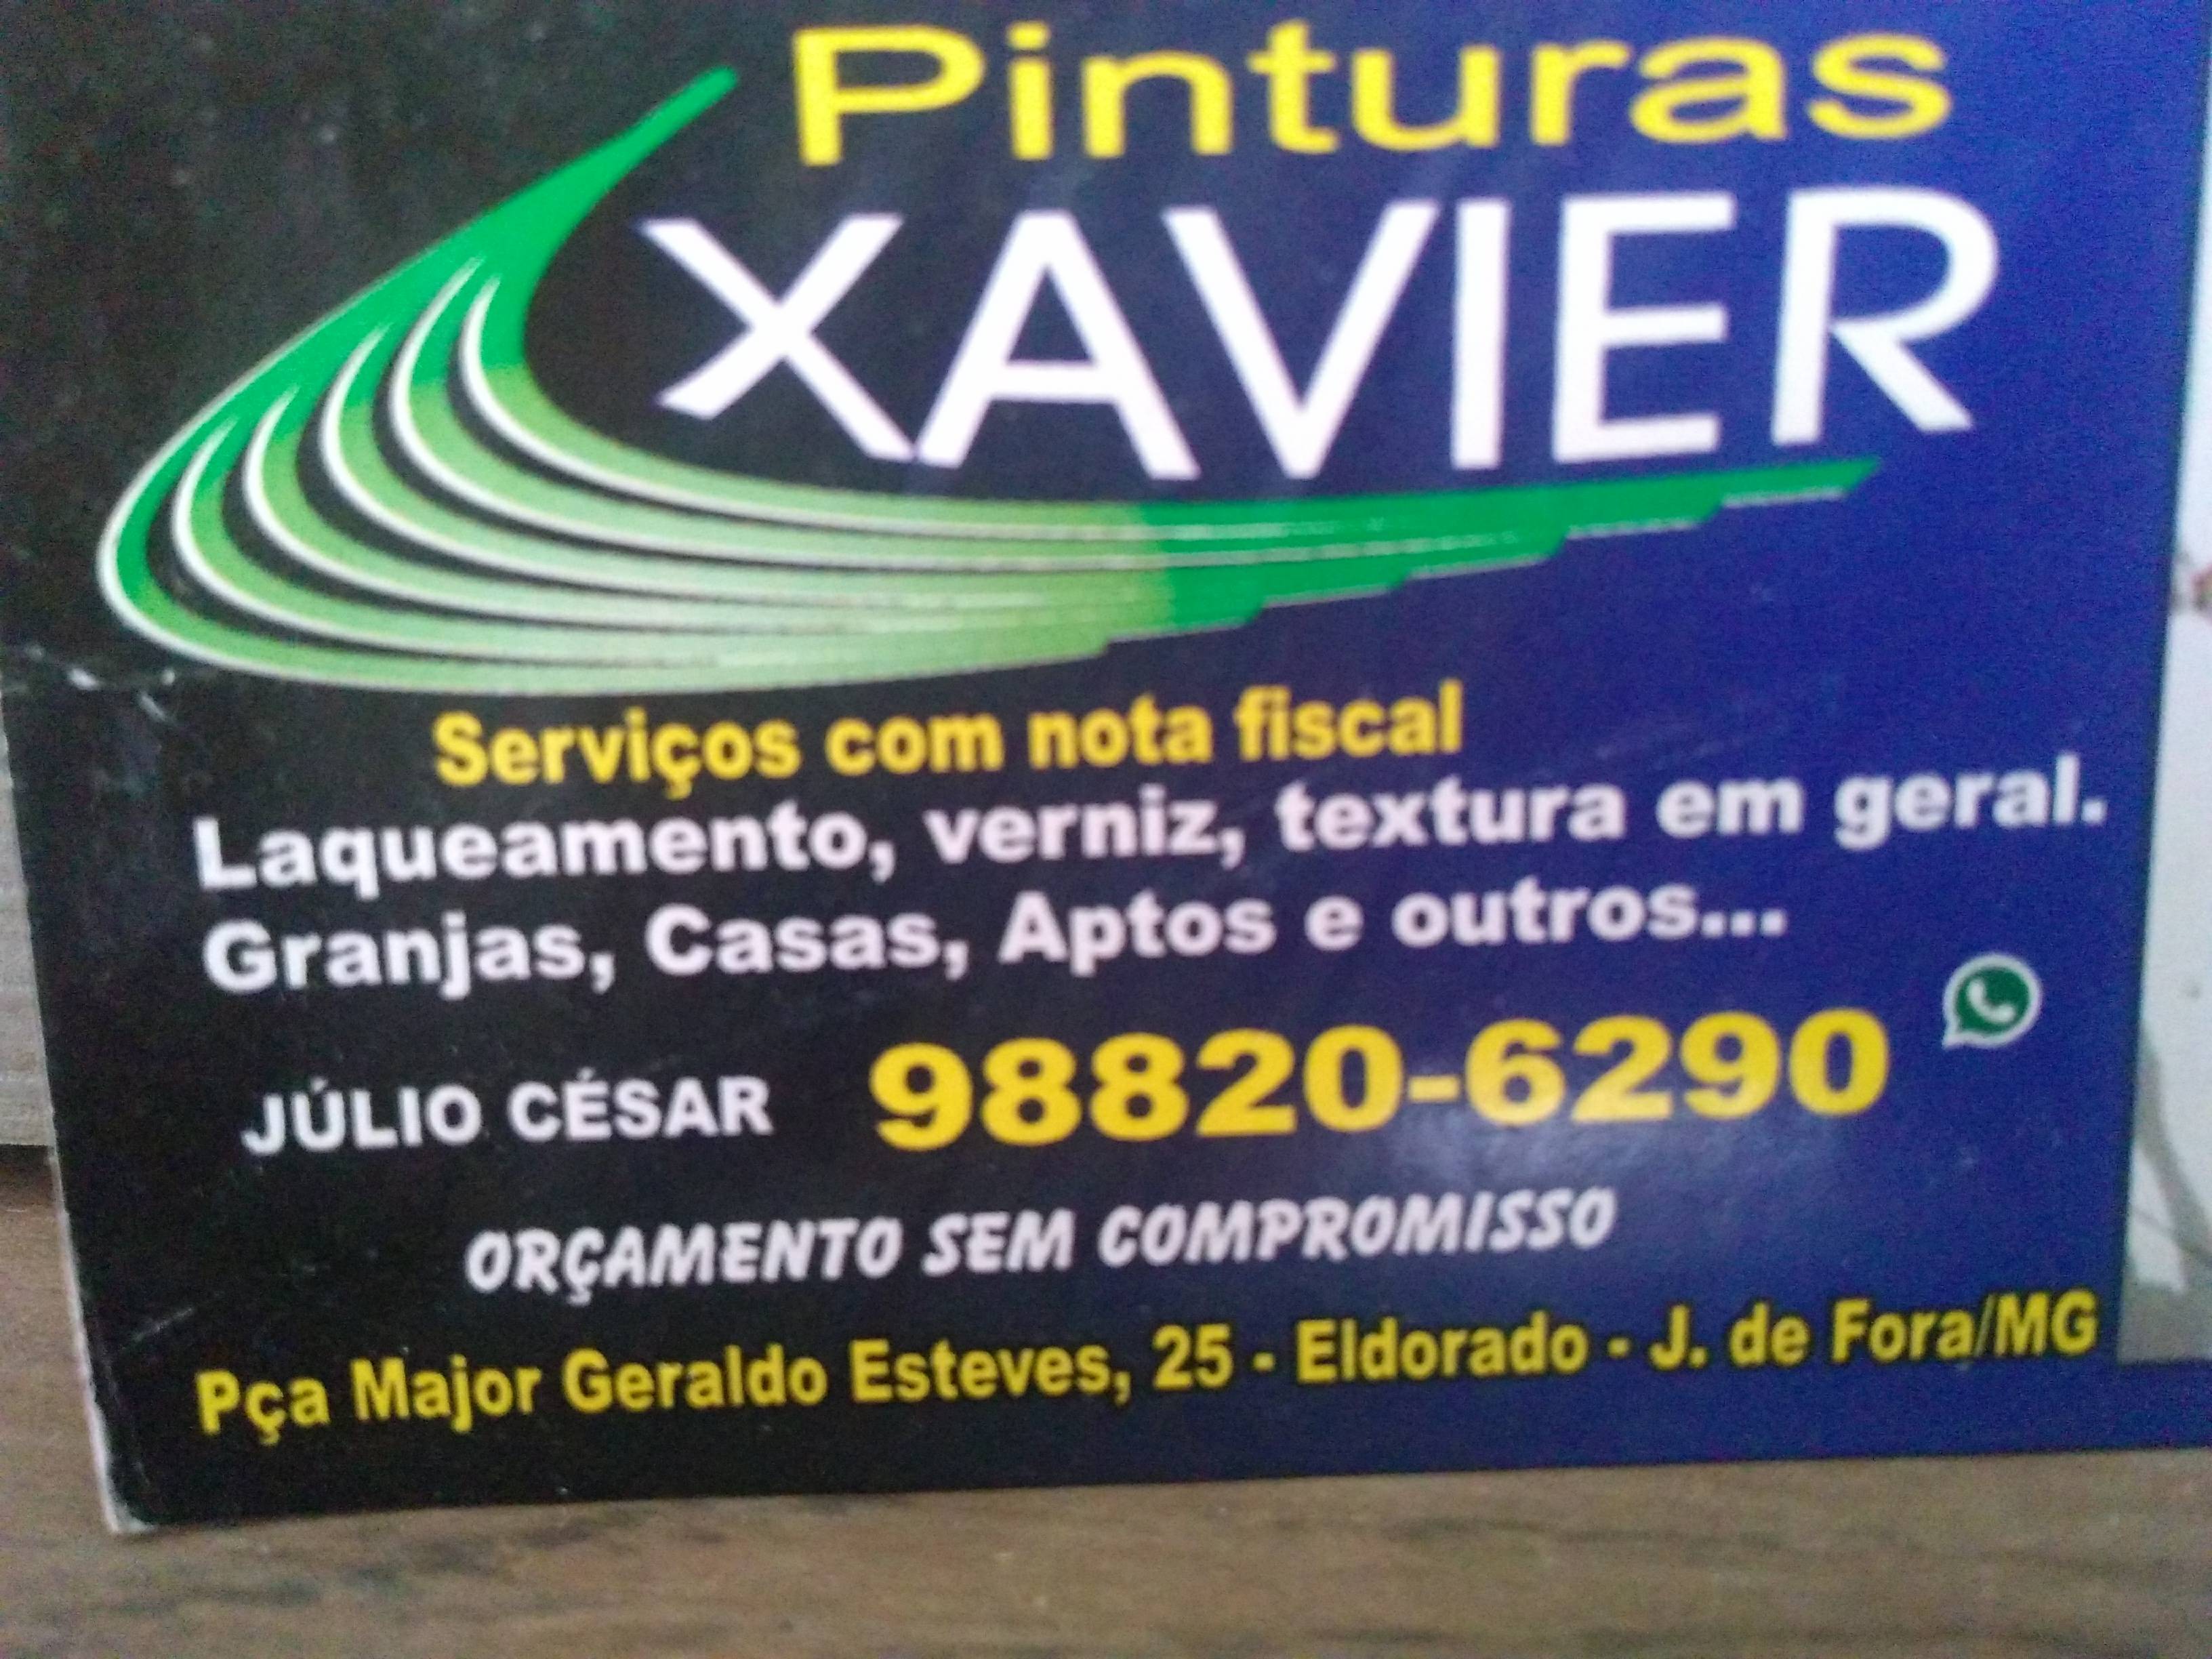 Pinturas
XAVIER
Serviços com nota fiscal
Laqueamento, verniz, textura em geral.
Granjas, Casas, Aptos e outros...
JÚLIO CÉSAR 98820-6290
ORÇAMENTO SEM COMPROMISSO
Pça Major Geraldo Esteves, 25 - Eldorado - J. de Fora/MG